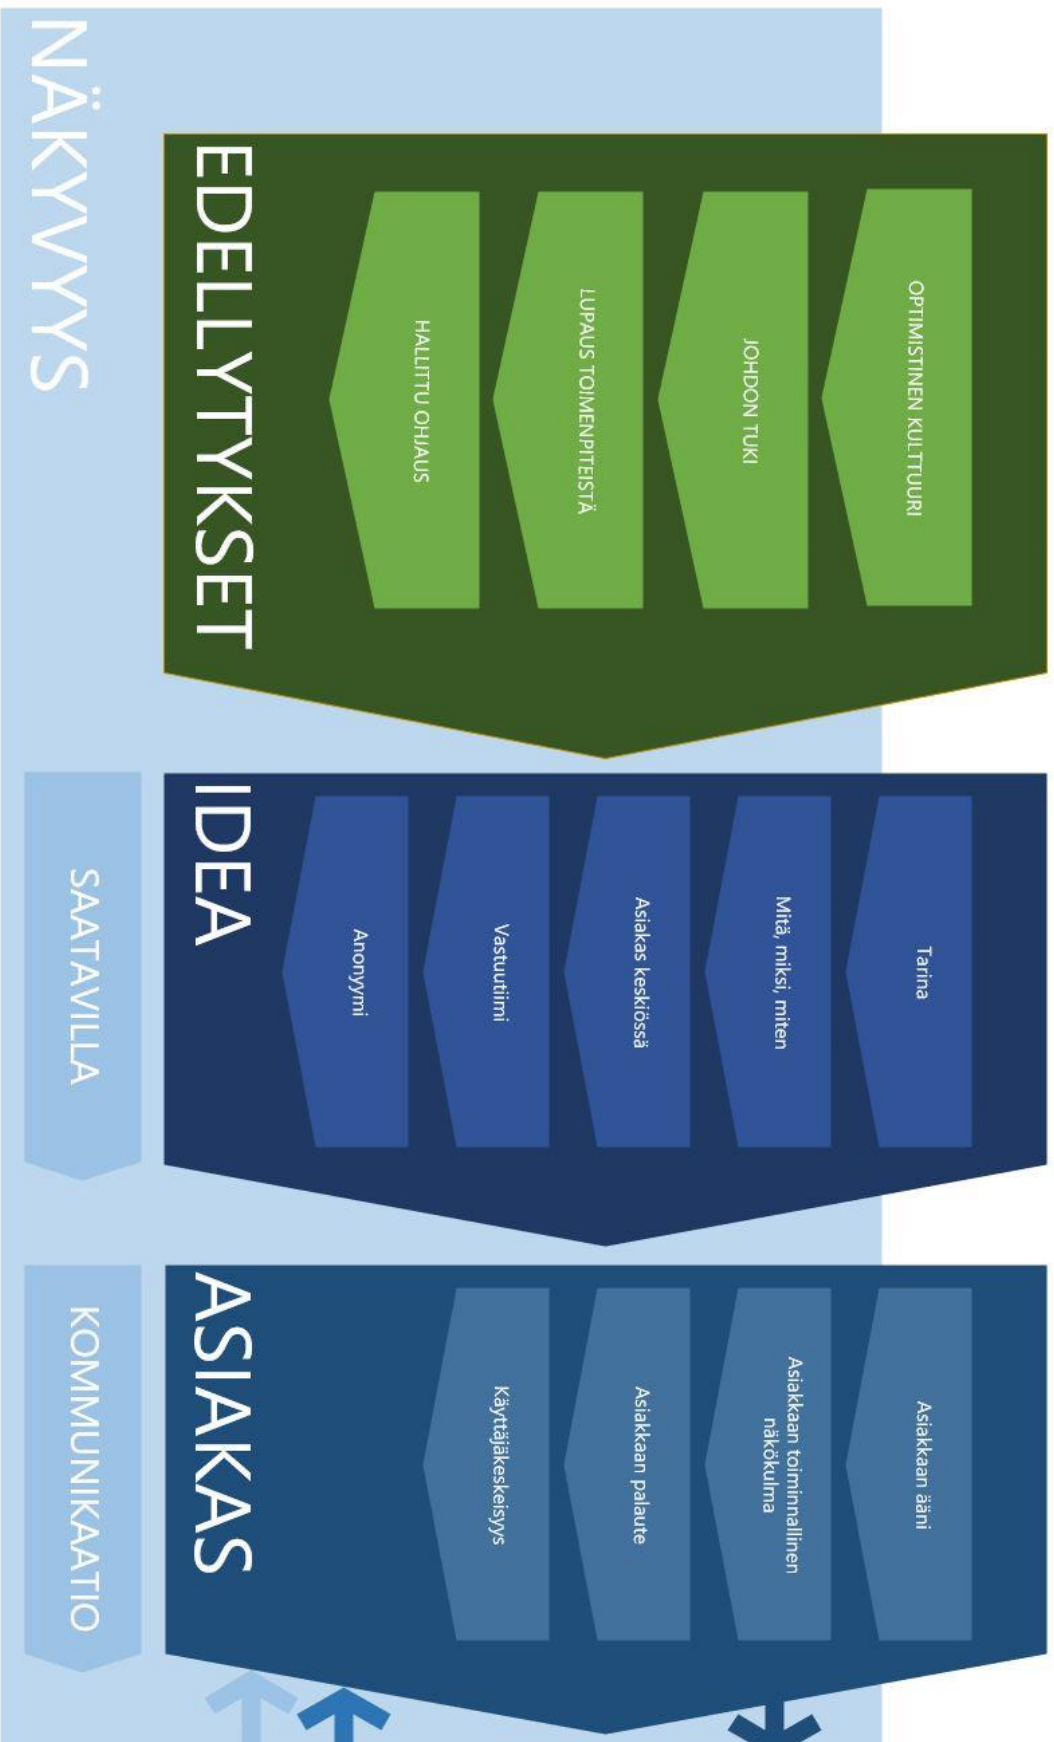 OPTIMISTINEN KULTTUURI
JOHDON TUKI
LUPAUS TOIMENPITEISTÄ
HALLITTU OHJAUS
EDELLYTYKSET
Tarina
Mitä, miksi, miten
Asiakas keskiössä
Vastuutiimi
Anonyymi
IDEA
Asiakkaan ääni
Asiakkaan toiminnallinen
näkökulma
Asiakkaan palaute
Käyttäjäkeskeisyys
ASIAKAS
NÄKYVYYS
SAATAVILLA
KOMMUNIKAATIO